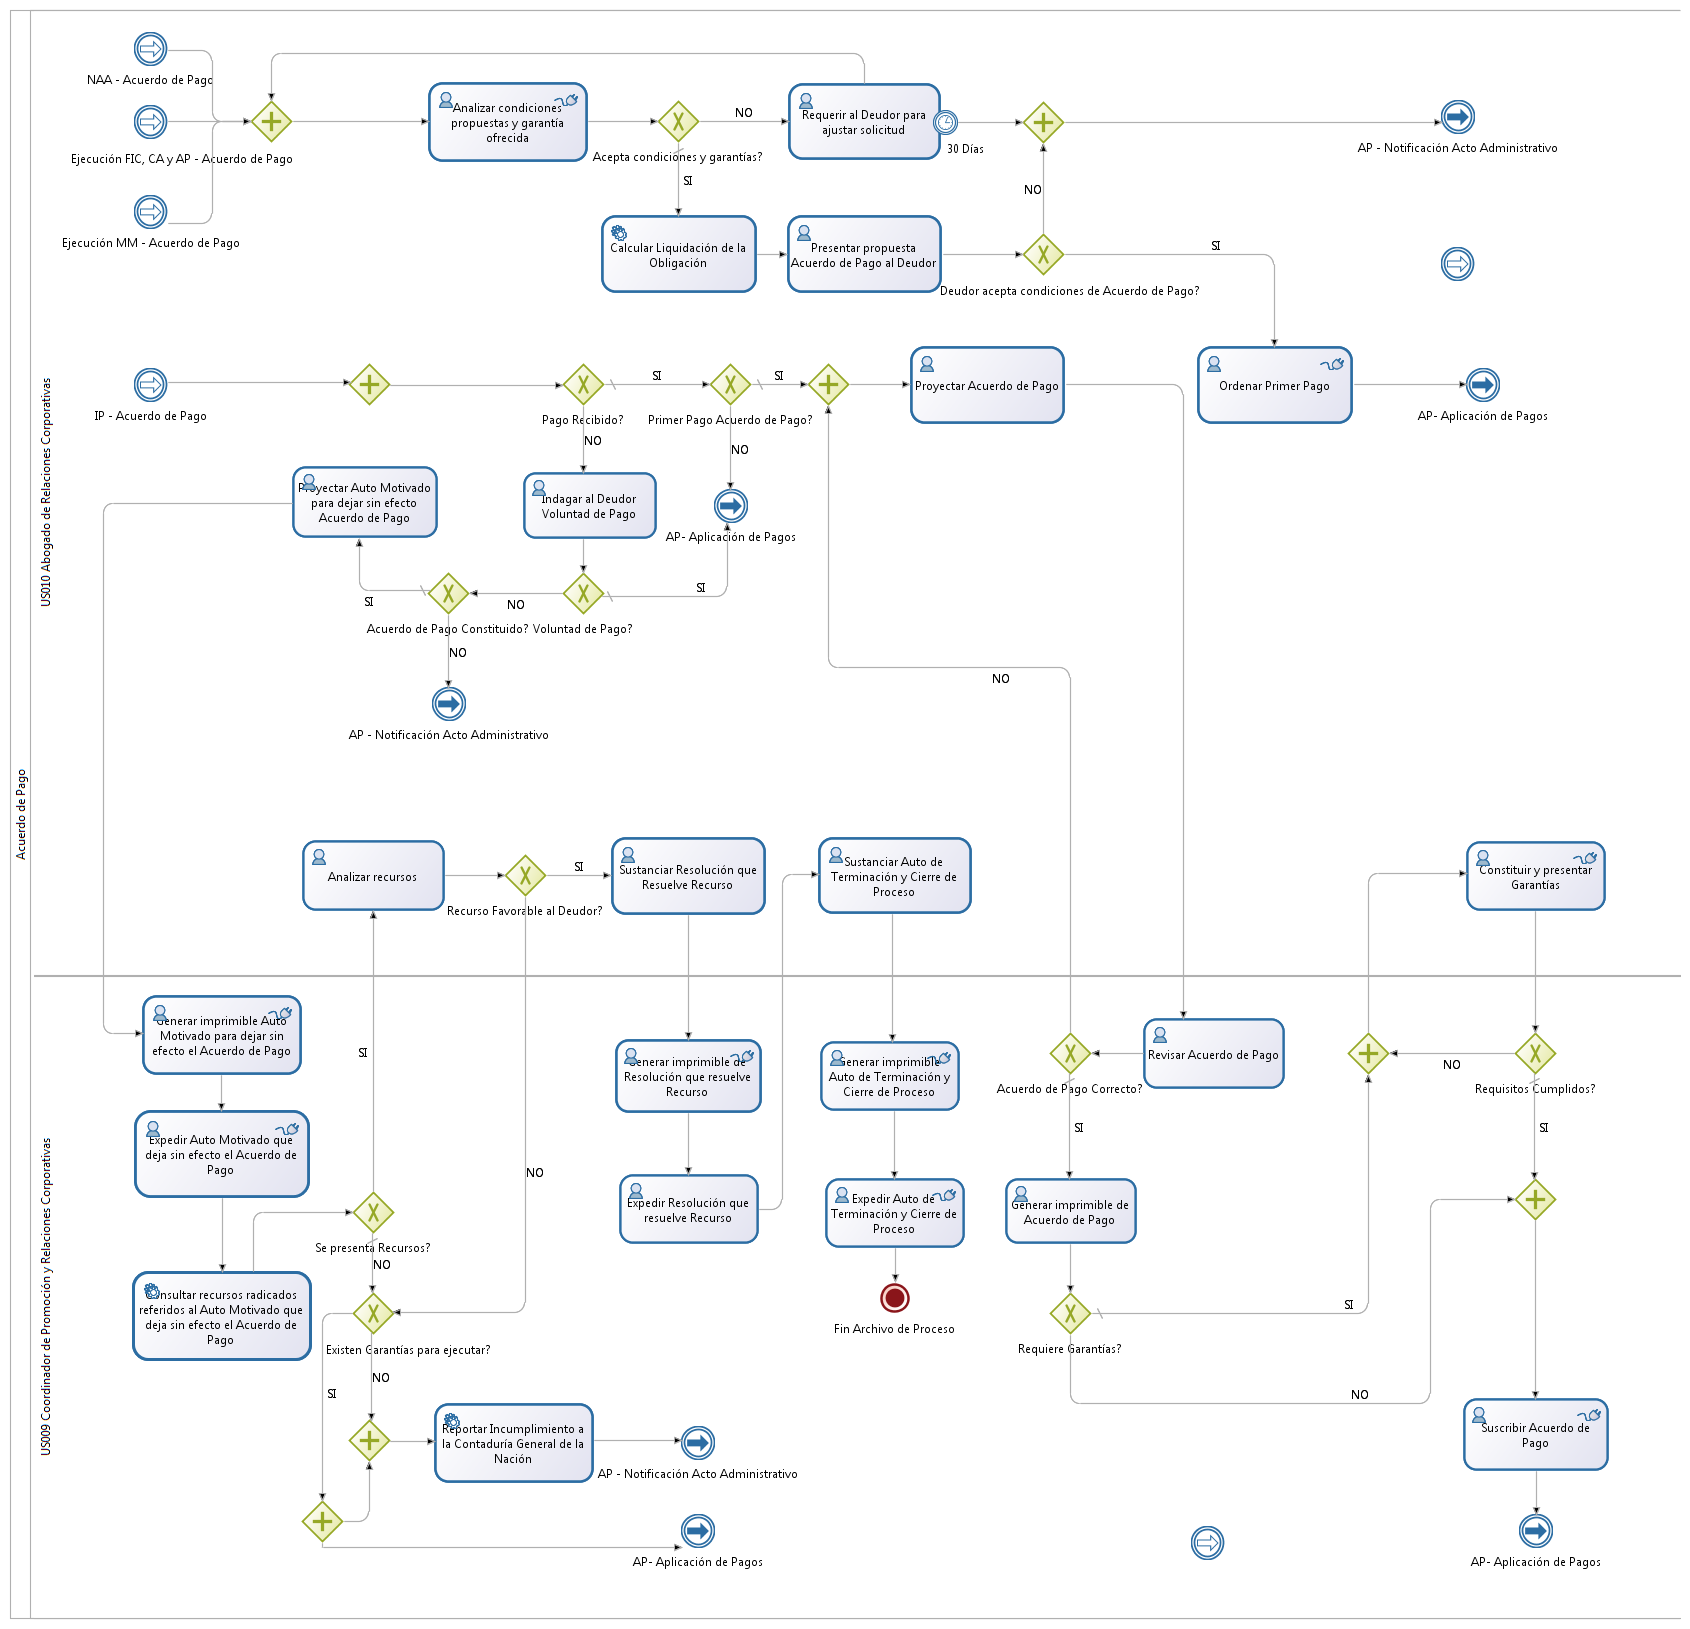 Acuerdo de Pago
US010 Abogado de Relaciones Corporativas
NAA - Acuerdo de Pago
Ejecución FIC, CA y AP - Acuerdo de Pago
Ejecución MM - Acuerdo de Pago
Analizar condiciones
propuestas y garantía
ofrecida
Acepta condiciones y garantías?
NO
SI
Requerir al Deudor para
ajustar solicitud
30 Días
AP - Notificación Acto Administrativo
Calcular Liquidación de la
Obligación
Presentar propuesta
Acuerdo de Pago al Deudor
NO
SI
Deudor acepta condiciones de Acuerdo de Pago?
IP - Acuerdo de Pago
Pago Recibido?
SI
NO
Primer Pago Acuerdo de Pago?
SI
NO
Proyectar Acuerdo de Pago
Ordenar Primer Pago
AP- Aplicación de Pagos
Proyectar Auto Motivado
para dejar sin efecto
Acuerdo de Pago
Indagar al Deudor
Voluntad de Pago
AP- Aplicación de Pagos
SI
NO
SI
Acuerdo de Pago Constituido?
Voluntad de Pago?
NO
NO
AP - Notificación Acto Administrativo
Analizar recursos
Recurso Favorable al Deudor?
SI
Sustanciar Resolución que
Resuelve Recurso
Sustanciar Auto de
Terminación y Cierre de
Proceso
Constituir y presentar
Garantías
US009 Coordinador de Promoción y Relaciones Corporativas
Generar imprimible Auto
Motivado para dejar sin
efecto el Acuerdo de Pago
SI
Generar imprimible de
Resolución que resuelve
Recurso
Generar imprimible
Auto de Terminación y
Cierre de Proceso
Acuerdo de Pago Correcto?
Revisar Acuerdo de Pago
NO
Requisitos Cumplidos?
SI
SI
Expedir Auto Motivado que
deja sin efecto el Acuerdo de
Pago
NO
Expedir Resolución que
resuelve Recurso
Expedir Auto de
Terminación y Cierre de
Proceso
Generar imprimible de
Acuerdo de Pago
Se presenta Recursos?
NO
Consultar recursos radicados
referidos al Auto Motivado que
deja sin efecto el Acuerdo de
Pago
Fin Archivo de Proceso
SI
Requiere Garantías?
Existen Garantías para ejecutar?
NO
SI
NO
Reportar Incumplimiento a
la Contaduría General de la
Nación
AP - Notificación Acto Administrativo
Suscribir Acuerdo de
Pago
AP- Aplicación de Pagos
AP- Aplicación de Pagos